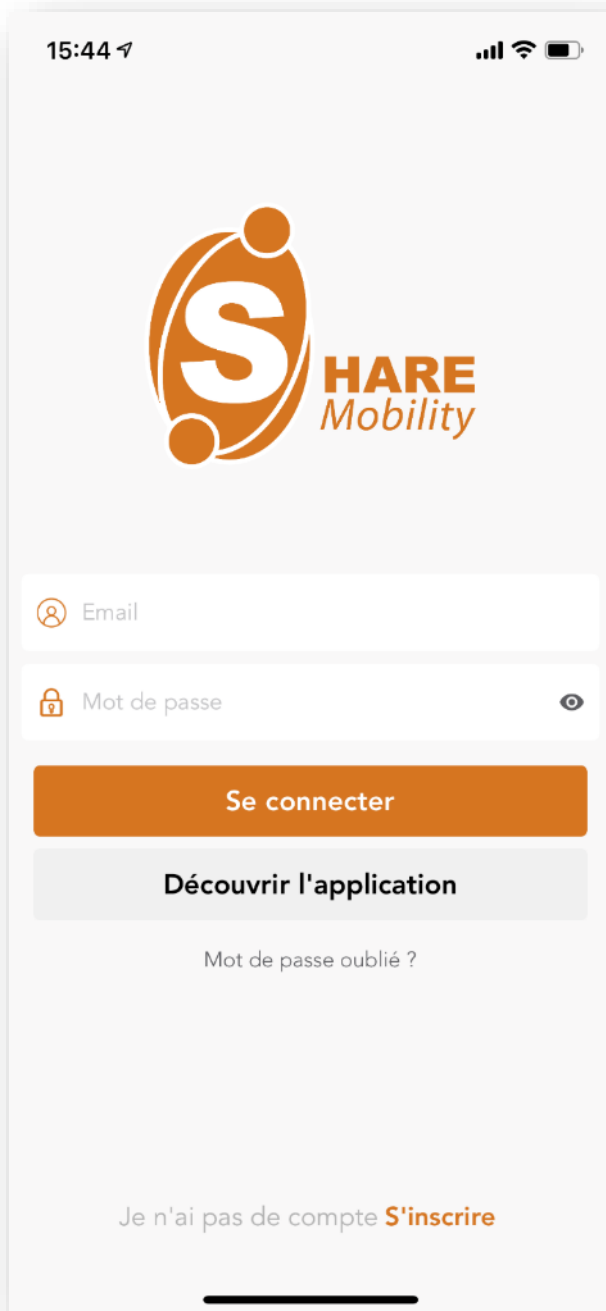 15:44
SHARE
Mobility
Email
Mot de passe
Se connecter
Découvrir l'application
Mot de passe oublié ?
Je n'ai pas de compte S'inscrire